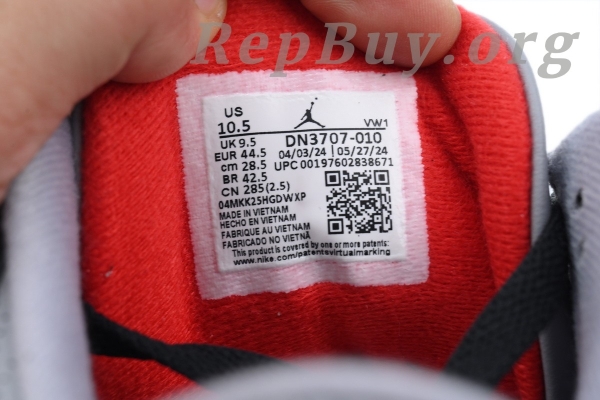 RepBuy.org
US
10.5
VW1
UK 9.5 DN3707-010
EUR 44.5 04/03/24 05/27/24
cm 28.5 UPC 00197602838671
BR 42.5
CN 285(2.5)
04MKK25HGDWXP
MADE IN VIETNAM
HECHO EN VIETNAM
FABRIQUE AU VIETNAM
FABRICADO NO VIETNÃ
This product is covered by one or more patents:
www.nike.com/patentsvirtualmarking